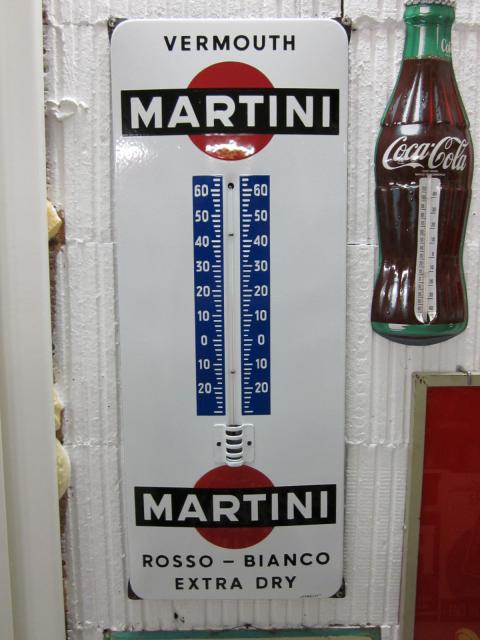 VERMOUTH
MARTINI
60 60
50 50
40 40
30 30
20 20
10 10
0 0
10 10
20 20
MARTINI
ROSSO – BIANCO
EXTRA DRY
Coca-Cola